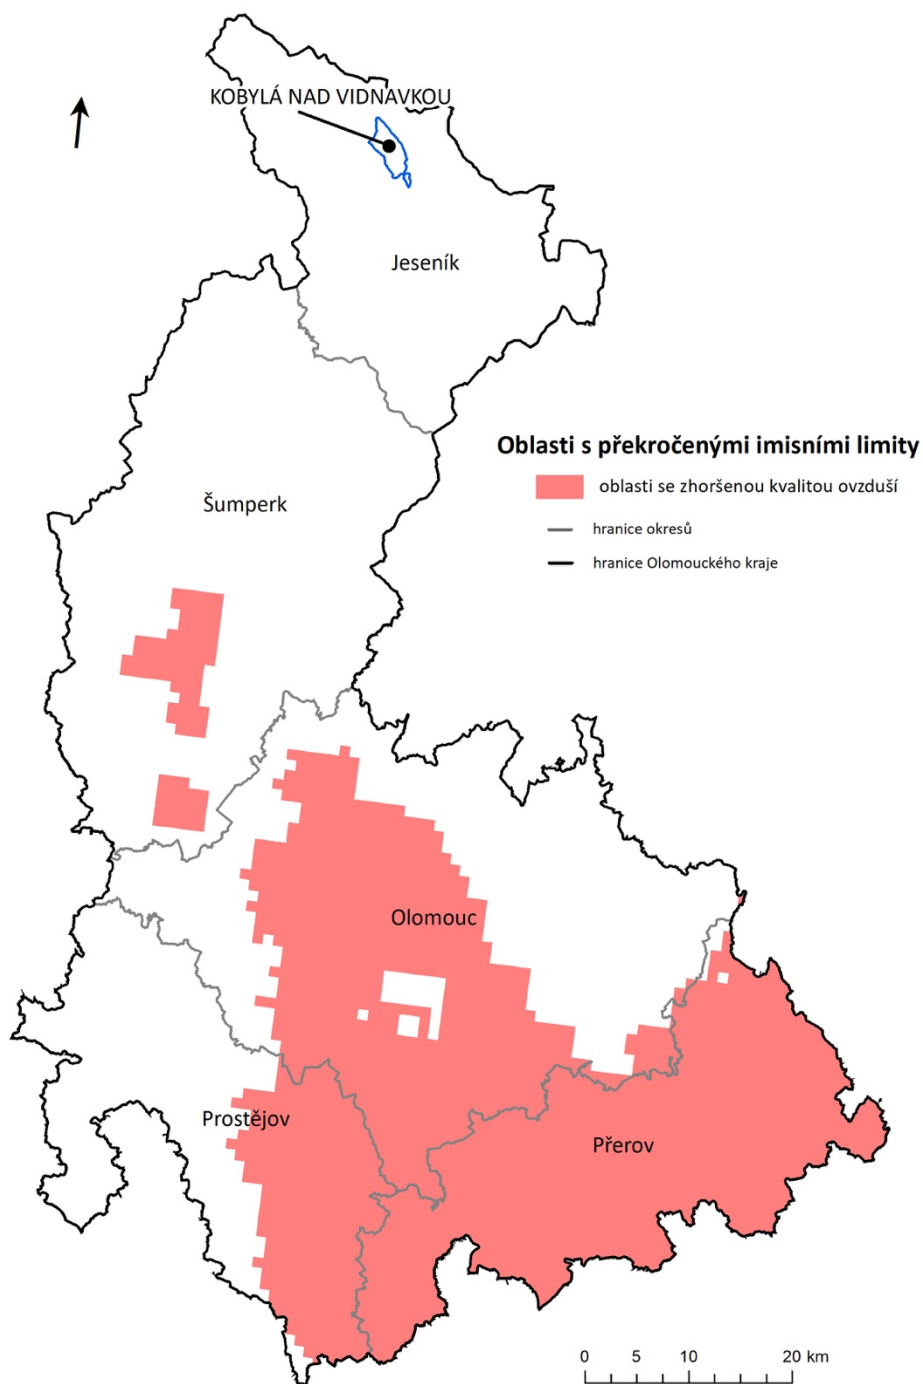 KOBYLÁ NAD VIDNAVKOU
Jeseník
Oblasti s překročenými imisními limity
oblasti se zhoršenou kvalitou ovzduší
hranice okresů
hranice Olomouckého kraje
Šumperk
Olomouc
Prostějov
Přerov
0 5 10 20 km